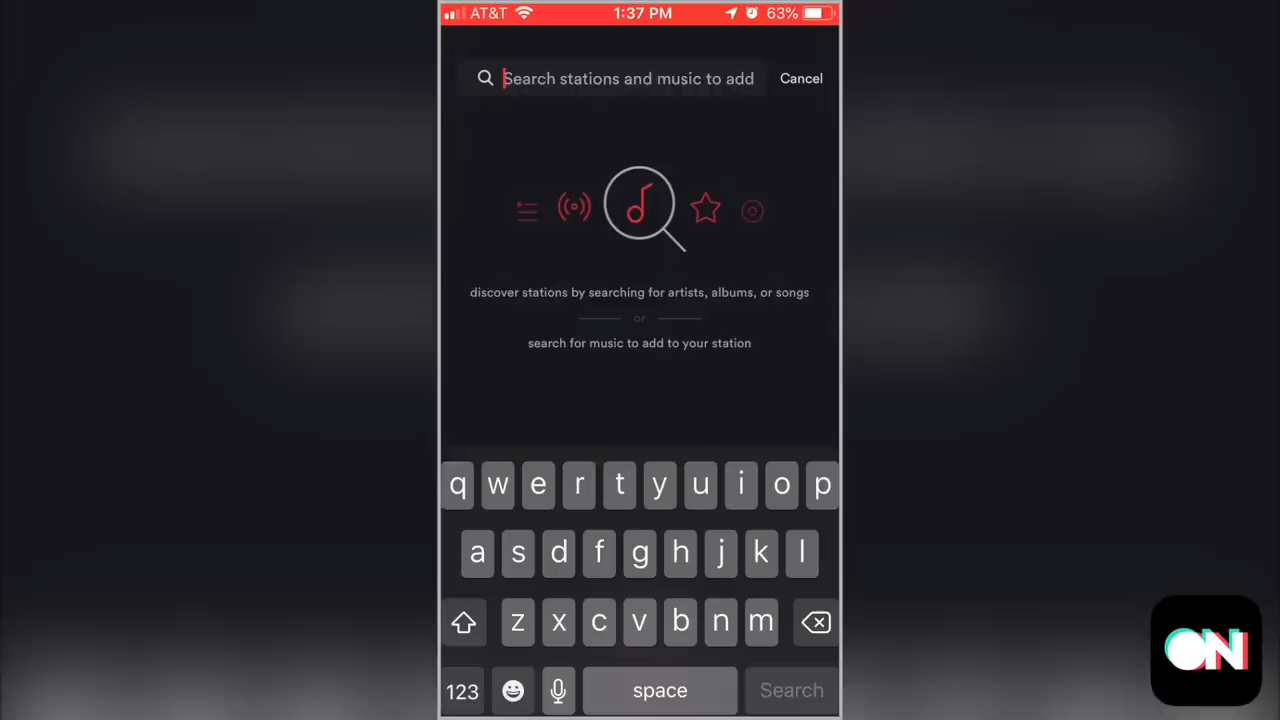 AT&T 1:37 PM 63%
Search stations and music to add Cancel
discover stations by searching for artists, albums, or songs
or
search for music to add to your station
q w e r t y u i o p
a s d f g h j k l
z x c v b n m
123 space Search
ON